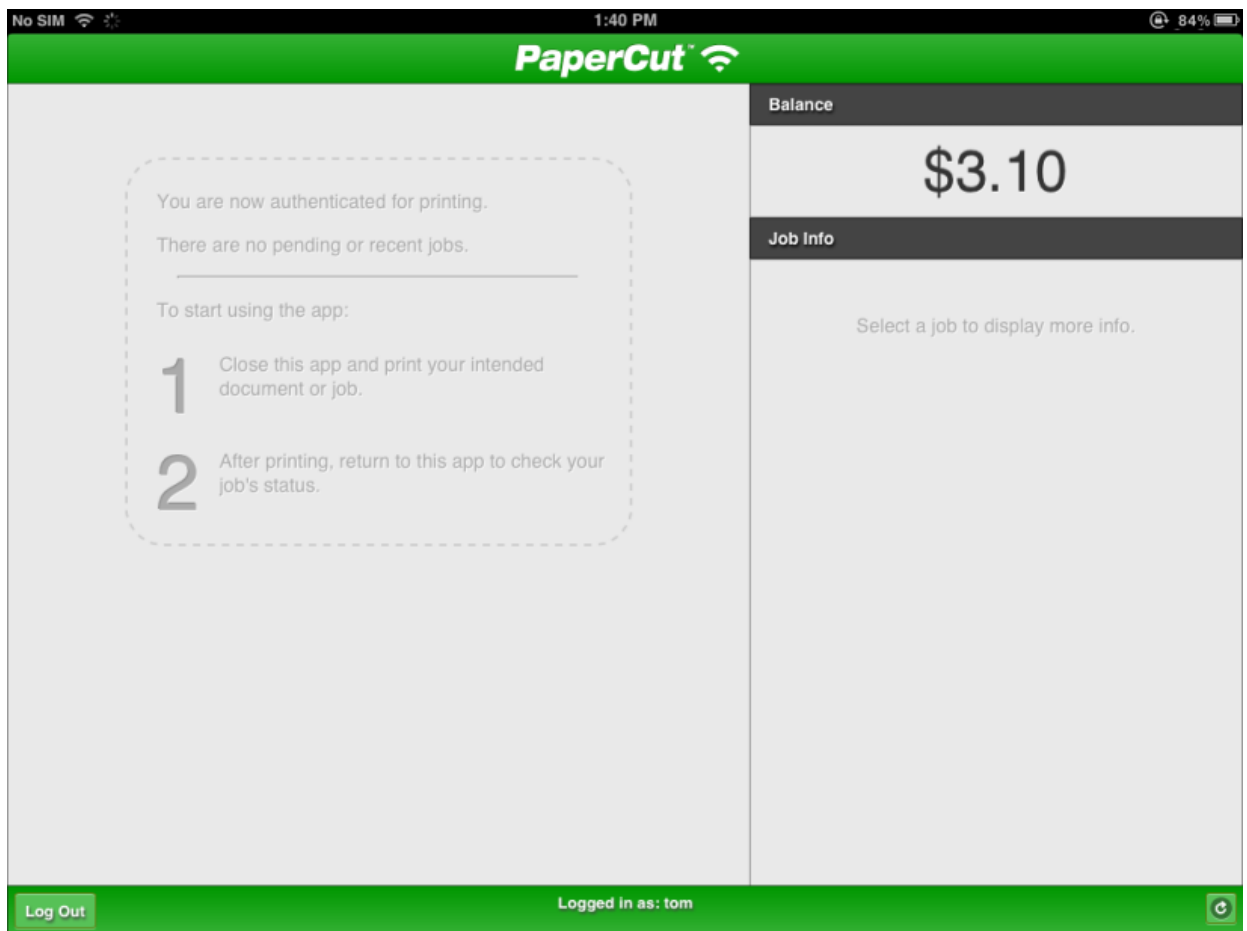 No SIM 1:40 PM 84%
PaperCut™
You are now authenticated for printing.
There are no pending or recent jobs.
To start using the app:
1 Close this app and print your intended
document or job.
2 After printing, return to this app to check your
job's status.
Balance
$3.10
Job Info
Select a job to display more info.
Log Out Logged in as: tom